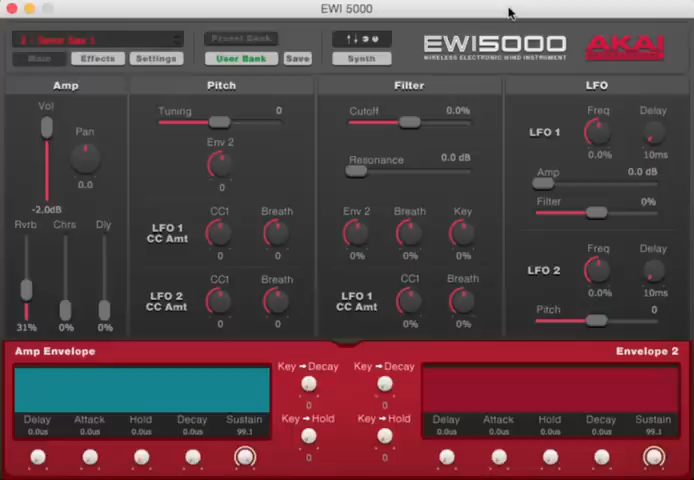 EWI 5000
2 - Tenor Sax 1
Preset Bank
Main Effects Settings
User Bank Save
Synth
EWI5000
WIRELESS ELECTRONIC WIND INSTRUMENT
AKAI
Amp
Vol
Pan
0.0
-2.0dB
Rvrb Chrs Dly
31% 0% 0%
Pitch
Tuning 0
Env 2
0
CC1 Breath
LFO 1
CC Amt
0 0
CC1 Breath
LFO 2
CC Amt
0 0
Filter
Cutoff 0.0%
Resonance 0.0 dB
Env 2 Breath Key
0% 0% 0%
CC1 Breath
LFO 1
CC Amt
0% 0%
LFO
Freq Delay
LFO 1
0.0% 10ms
Amp 0.0 dB
Filter 0%
Freq Delay
LFO 2
0.0% 10ms
Pitch 0
Amp Envelope
Delay Attack Hold Decay Sustain
0.0us 0.0us 0.0us 0.0us 99.1
Key→Decay Key→Decay
0 0
Key→Hold Key→Hold
0 0
Envelope 2
Delay Attack Hold Decay Sustain
0.0us 0.0us 0.0us 0.0us 99.1